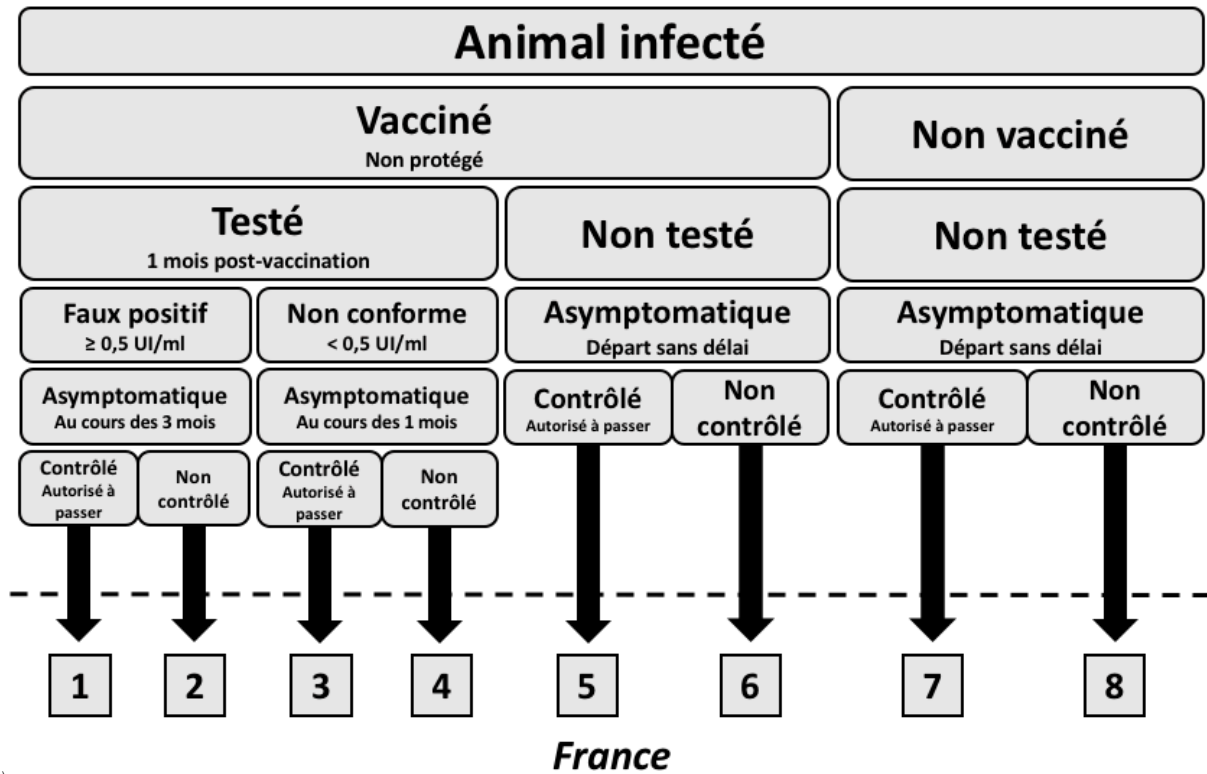 Animal infecté
Vacciné
Non protégé
Non vacciné
Testé
1 mois post-vaccination
Non testé
Non testé
Faux positif
≥ 0,5 UI/ml
Non conforme
< 0,5 UI/ml
Asymptomatique
Départ sans délai
Asymptomatique
Départ sans délai
Asymptomatique
Au cours des 3 mois
Asymptomatique
Au cours des 1 mois
Contrôlé
Autorisé à passer
Non
contrôlé
Contrôlé
Autorisé à passer
Non
contrôlé
Contrôlé
Autorisé à
passer
Non
contrôlé
Contrôlé
Autorisé à
passer
Non
contrôlé
1
2
3
4
5
6
7
8
France